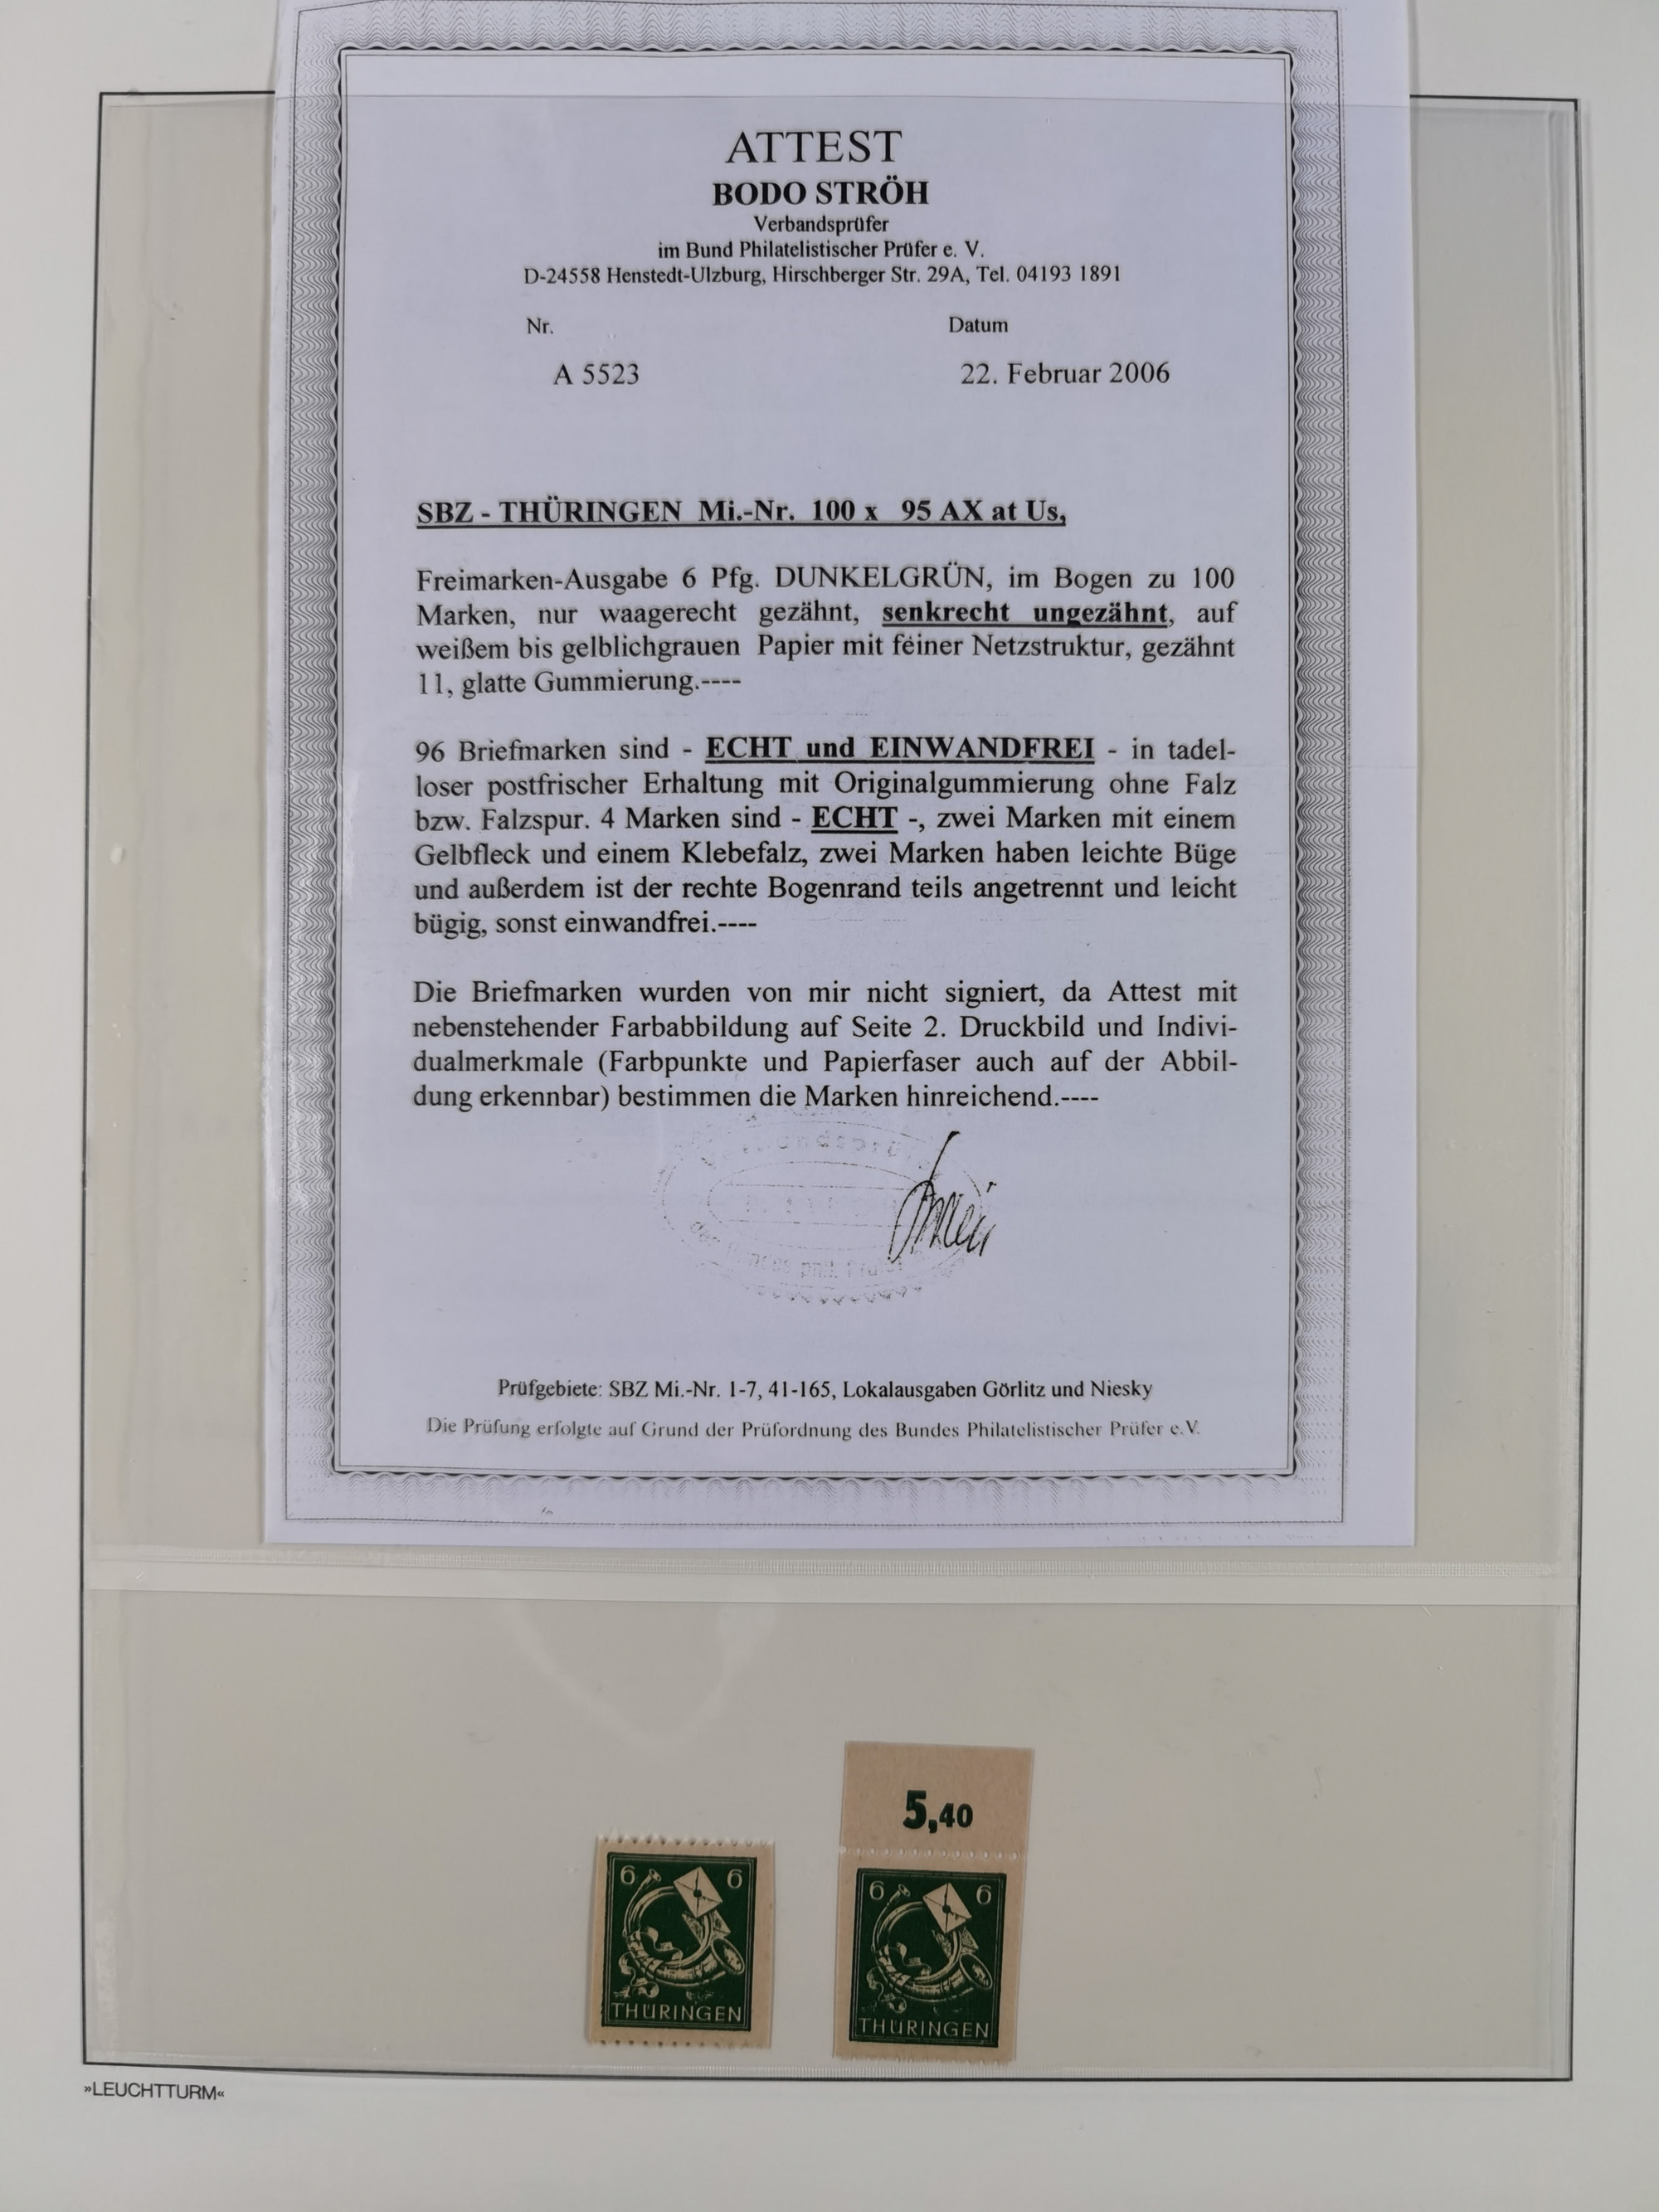 ATTEST
BODO STRÖH
Verbandsprüfer
im Bund Philatelistischer Prüfer e. V.
D-24558 Henstedt-Ulzburg, Hirschberger Str. 29A, Tel. 04193 1891
Nr. Datum
A 5523 22. Februar 2006
SBZ - THÜRINGEN Mi.-Nr. 100 x 95 AX at Us,
Freimarken-Ausgabe 6 Pfg. DUNKELGRÜN, im Bogen zu 100
Marken, nur waagerecht gezähnt, senkrecht ungezähnt, auf
weißem bis gelblichgrauen Papier mit feiner Netzstruktur, gezähnt
11, glatte Gummierung.----
96 Briefmarken sind - ECHT und EINWANDFREI - in tadel-
loser postfrischer Erhaltung mit Originalgummierung ohne Falz
bzw. Falzspur. 4 Marken sind - ECHT -, zwei Marken mit einem
Gelbfleck und einem Klebefalz, zwei Marken haben leichte Büge
und außerdem ist der rechte Bogenrand teils angetrennt und leicht
bügig, sonst einwandfrei.----
Die Briefmarken wurden von mir nicht signiert, da Attest mit
nebenstehender Farbabbildung auf Seite 2. Druckbild und Indivi-
dualmerkmale (Farbpunkte und Papierfaser auch auf der Abbil-
dung erkennbar) bestimmen die Marken hinreichend.----
Prüfgebiete: SBZ Mi.-Nr. 1-7, 41-165, Lokalausgaben Görlitz und Niesky
Die Prüfung erfolgte auf Grund der Prüfordnung des Bundes Philatelistischer Prüfer e.V.
5,40
6 6
THÜRINGEN
6 6
THÜRINGEN
»LEUCHTTURM«